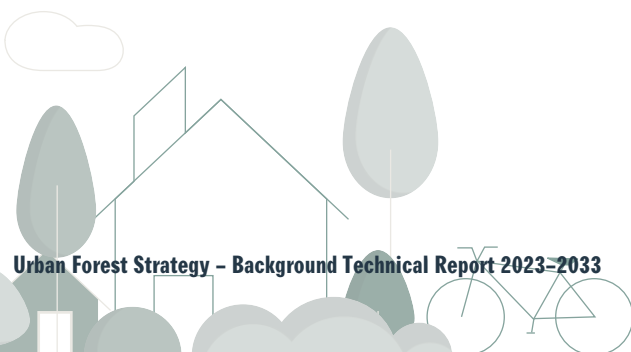 Urban Forest Strategy – Background Technical Report 2023–2033